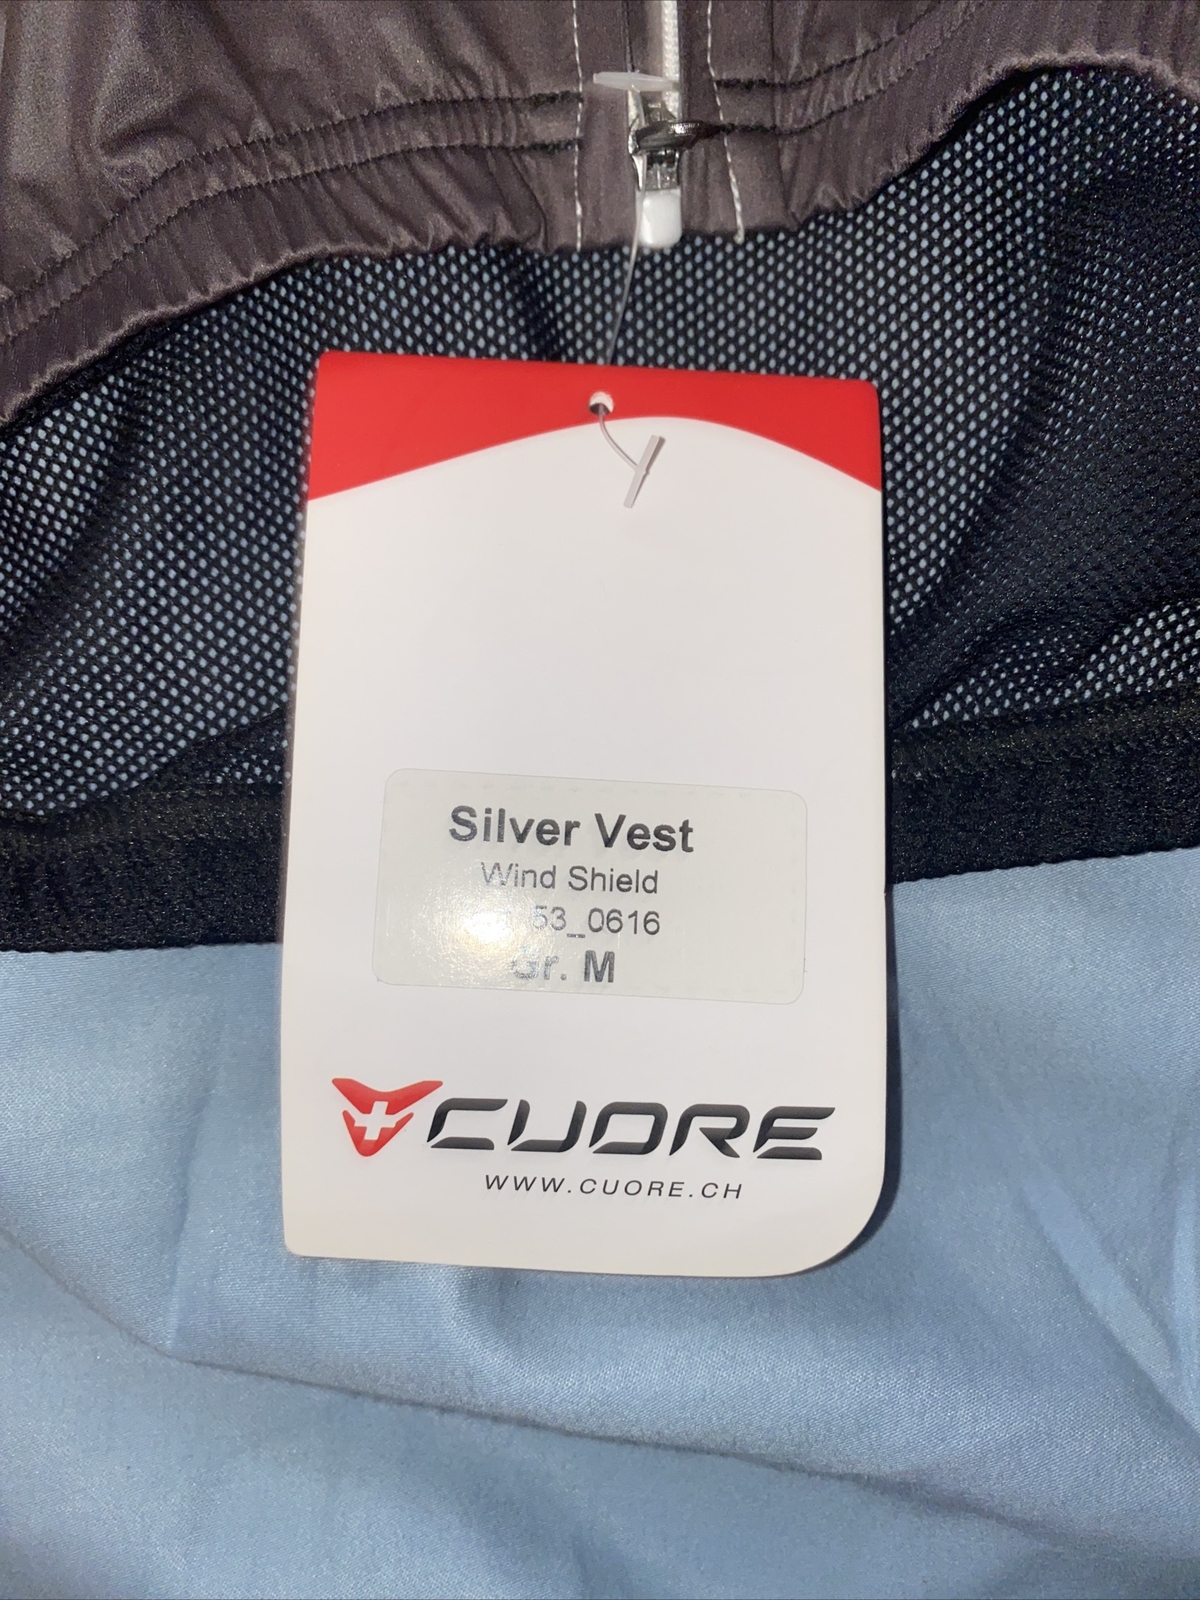 Silver Vest
Wind Shield
53_0616
Gr. M
CUORE
WWW.CUORE.CH